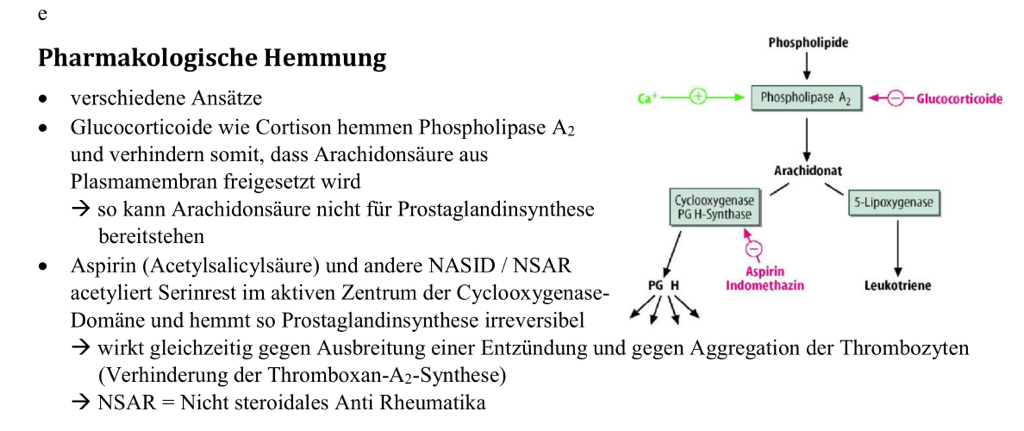 e
Pharmakologische Hemmung
• verschiedene Ansätze
• Glucocorticoide wie Cortison hemmen Phospholipase A₂
und verhindern somit, dass Arachidonsäure aus
Plasmamembran freigesetzt wird
→ so kann Arachidonsäure nicht für Prostaglandinsynthese
bereitstehen
• Aspirin (Acetylsalicylsäure) und andere NASID / NSAR
acetyliert Serinrest im aktiven Zentrum der Cyclooxygenase-
Domäne und hemmt so Prostaglandinsynthese irreversibel
→ wirkt gleichzeitig gegen Ausbreitung einer Entzündung und gegen Aggregation der Thrombozyten
(Verhinderung der Thromboxan-A₂-Synthese)
→ NSAR = Nicht steroidales Anti Rheumatika
Phospholipide
Ca⁺ + Phospholipase A₂ − Glucocorticoide
Arachidonat
Cyclooxygenase
PG H-Synthase
5-Lipoxygenase
−
Aspirin
Indomethazin
PG H
Leukotriene